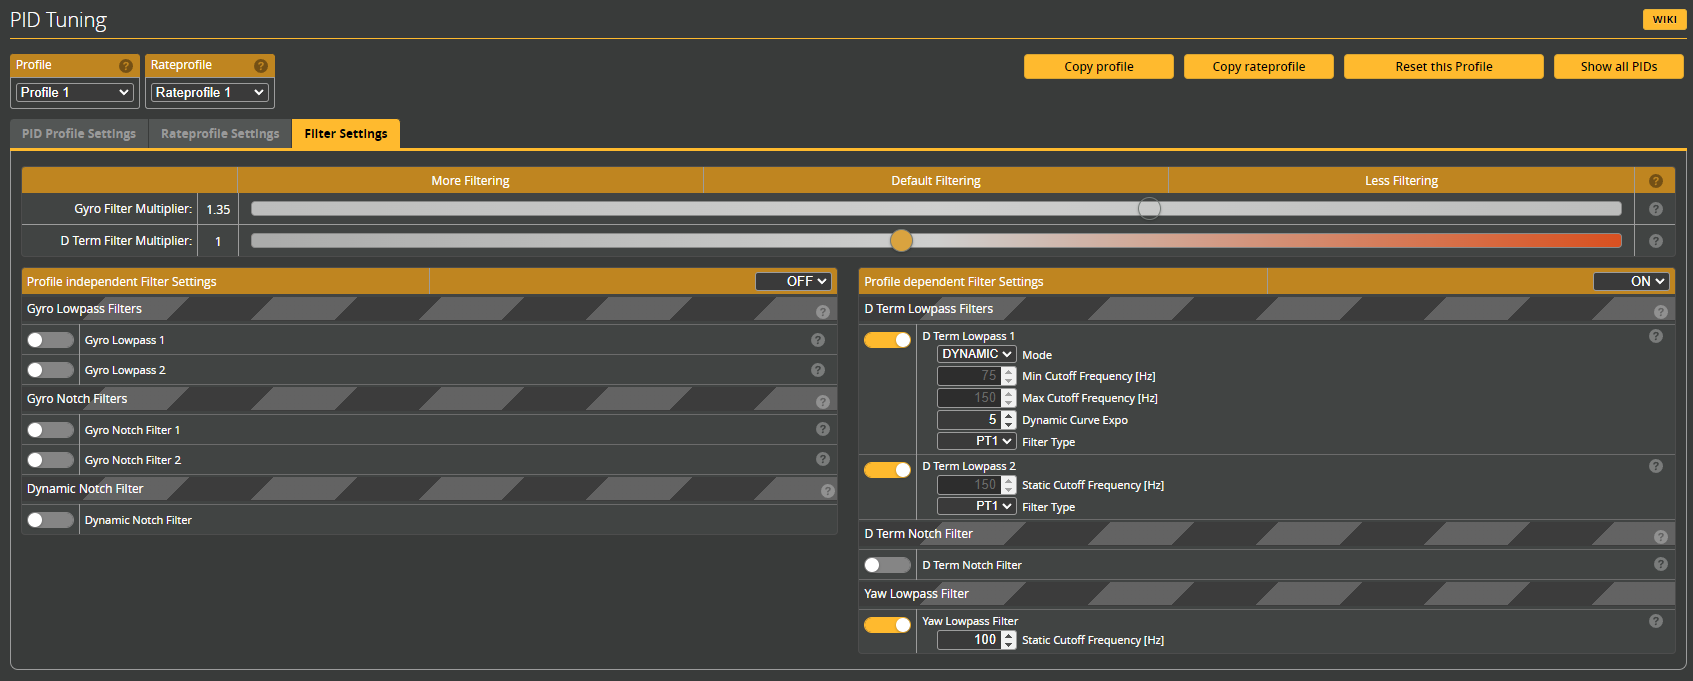 PID Tuning
WIKI
Profile
Rateprofile
Profile 1
Rateprofile 1
Copy profile
Copy rateprofile
Reset this Profile
Show all PIDs
PID Profile Settings
Rateprofile Settings
Filter Settings
More Filtering
Default Filtering
Less Filtering
?
Gyro Filter Multiplier:
1.35
?
D Term Filter Multiplier:
1
?
Profile independent Filter Settings
OFF
Gyro Lowpass Filters
?
Gyro Lowpass 1
?
Gyro Lowpass 2
?
Gyro Notch Filters
?
Gyro Notch Filter 1
?
Gyro Notch Filter 2
?
Dynamic Notch Filter
?
Dynamic Notch Filter
Profile dependent Filter Settings
ON
D Term Lowpass Filters
?
D Term Lowpass 1
?
DYNAMIC Mode
75 Min Cutoff Frequency [Hz]
150 Max Cutoff Frequency [Hz]
5 Dynamic Curve Expo
PT1 Filter Type
D Term Lowpass 2
?
150 Static Cutoff Frequency [Hz]
PT1 Filter Type
D Term Notch Filter
?
D Term Notch Filter
?
Yaw Lowpass Filter
Yaw Lowpass Filter
?
100 Static Cutoff Frequency [Hz]